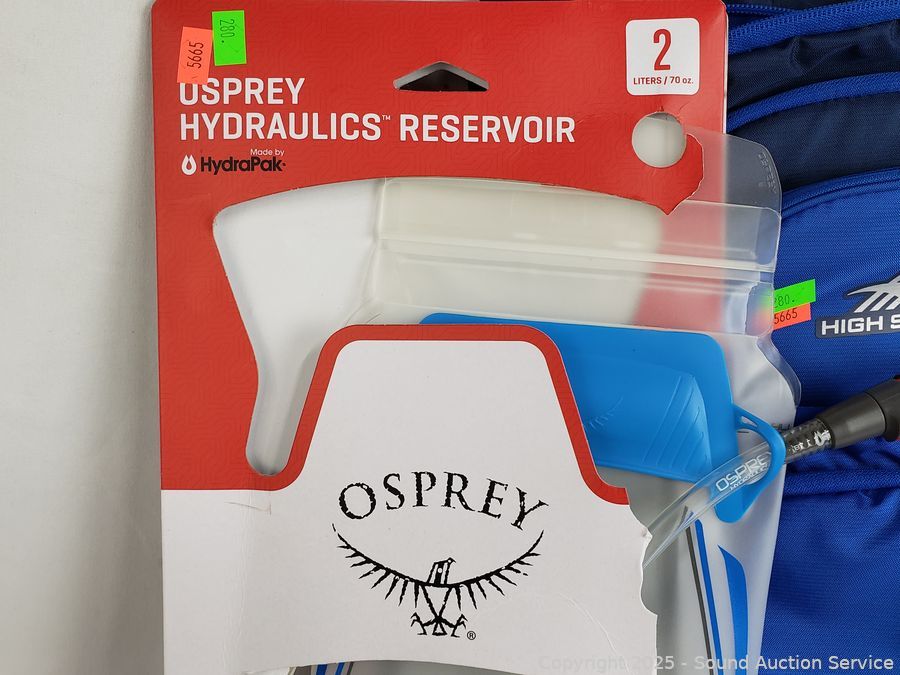 280.
5665
2
LITERS / 70 oz.
OSPREY
HYDRAULICS™ RESERVOIR
Made by
HydraPak
280.
5665
HIGH S
OSPREY
OSPREY
®
Copyright 2025 - Sound Auction Service